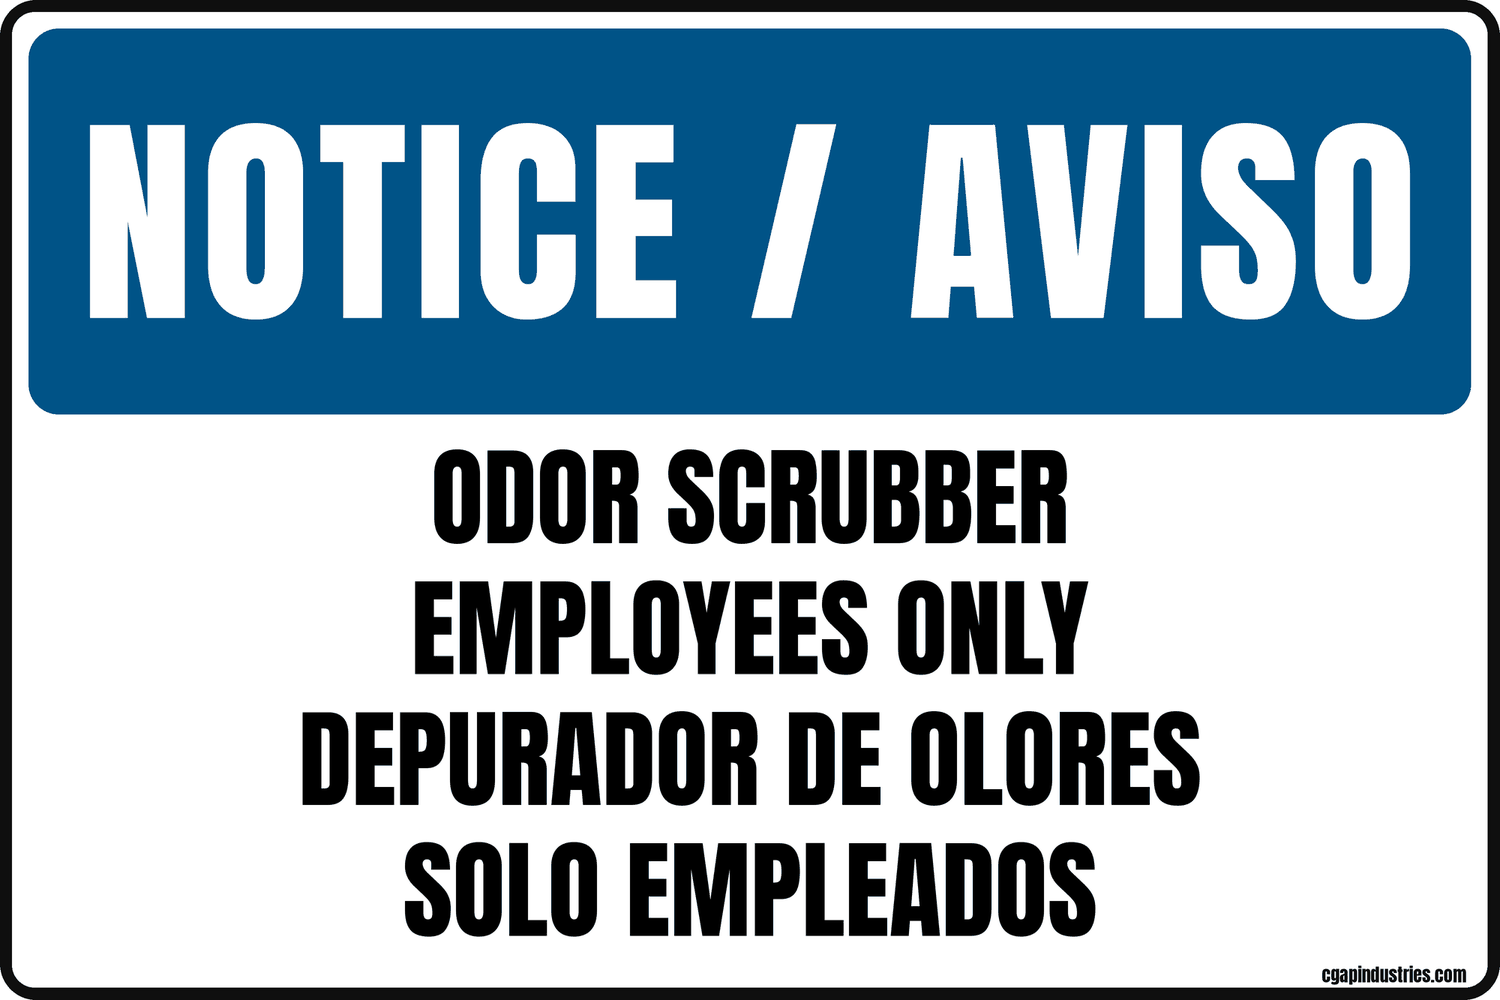 NOTICE / AVISO
ODOR SCRUBBER
EMPLOYEES ONLY
DEPURADOR DE OLORES
SOLO EMPLEADOS
cgapindustries.com